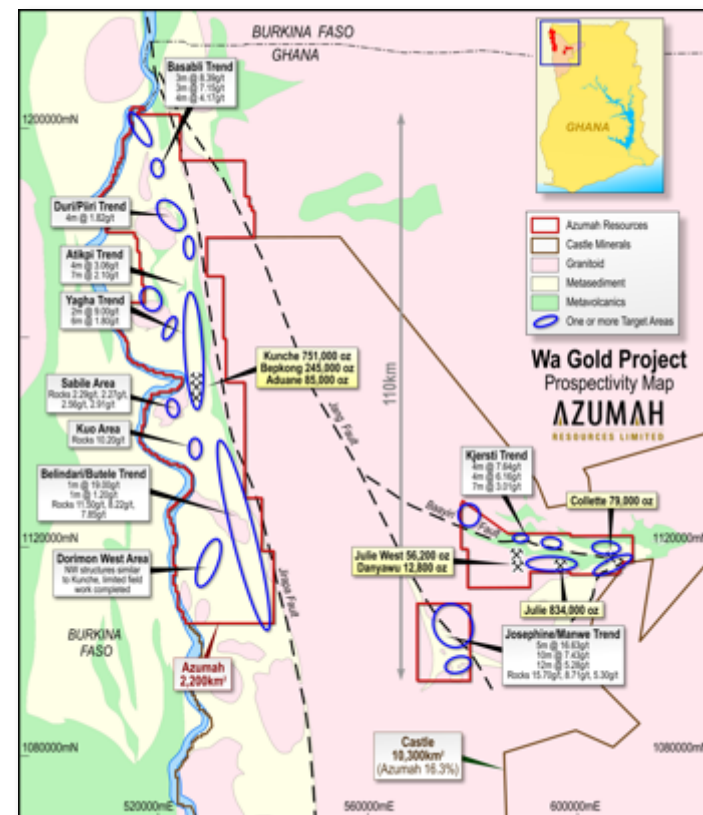 BURKINA FASO
GHANA
Basabli Trend
3m @ 8.39g/t
3m @ 7.15g/t
4m @ 4.17g/t
1200000mN
GHANA
Duri/Piiri Trend
4m @ 1.82g/t
Atikpi Trend
4m @ 3.06g/t
7m @ 2.10g/t
Yagha Trend
2m @ 9.00g/t
6m @ 1.80g/t
Azumah Resources
Castle Minerals
Granitoid
Metasediment
Metavolcanics
One or more Target Areas
Wa Gold Project
Prospectivity Map
AZUMAH
RESOURCES LIMITED
Kunche 751,000 oz
Bepkong 245,000 oz
Aduane 85,000 oz
110km
Jang Fault
Sabile Area
Rocks 2.29g/t, 2.27g/t,
2.56g/t, 2.91g/t
Kuo Area
Rocks 10.20g/t
Belindari/Butele Trend
1m @ 19.00g/t
1m @ 1.20g/t
Rocks 11.50g/t, 8.22g/t,
7.85g/t
Kjersti Trend
4m @ 7.64g/t
4m @ 6.16g/t
7m @ 3.01g/t
Collette 79,000 oz
Baayiri Fault
1120000mN
1120000mN
Julie West 56,200 oz
Danyawu 12,800 oz
Julie 834,000 oz
Dorimon West Area
NW structures similar
to Kunche, limited field
work completed
Jirapa Fault
Josephine/Manwe Trend
5m @ 16.63g/t
10m @ 7.43g/t
12m @ 5.28g/t
Rocks 15.70g/t, 8.71g/t, 5.30g/t
BURKINA
FASO
Azumah
2,200km²
Castle
10,300km²
(Azumah 16.3%)
1080000mN
1080000mN
520000mE
560000mE
600000mE